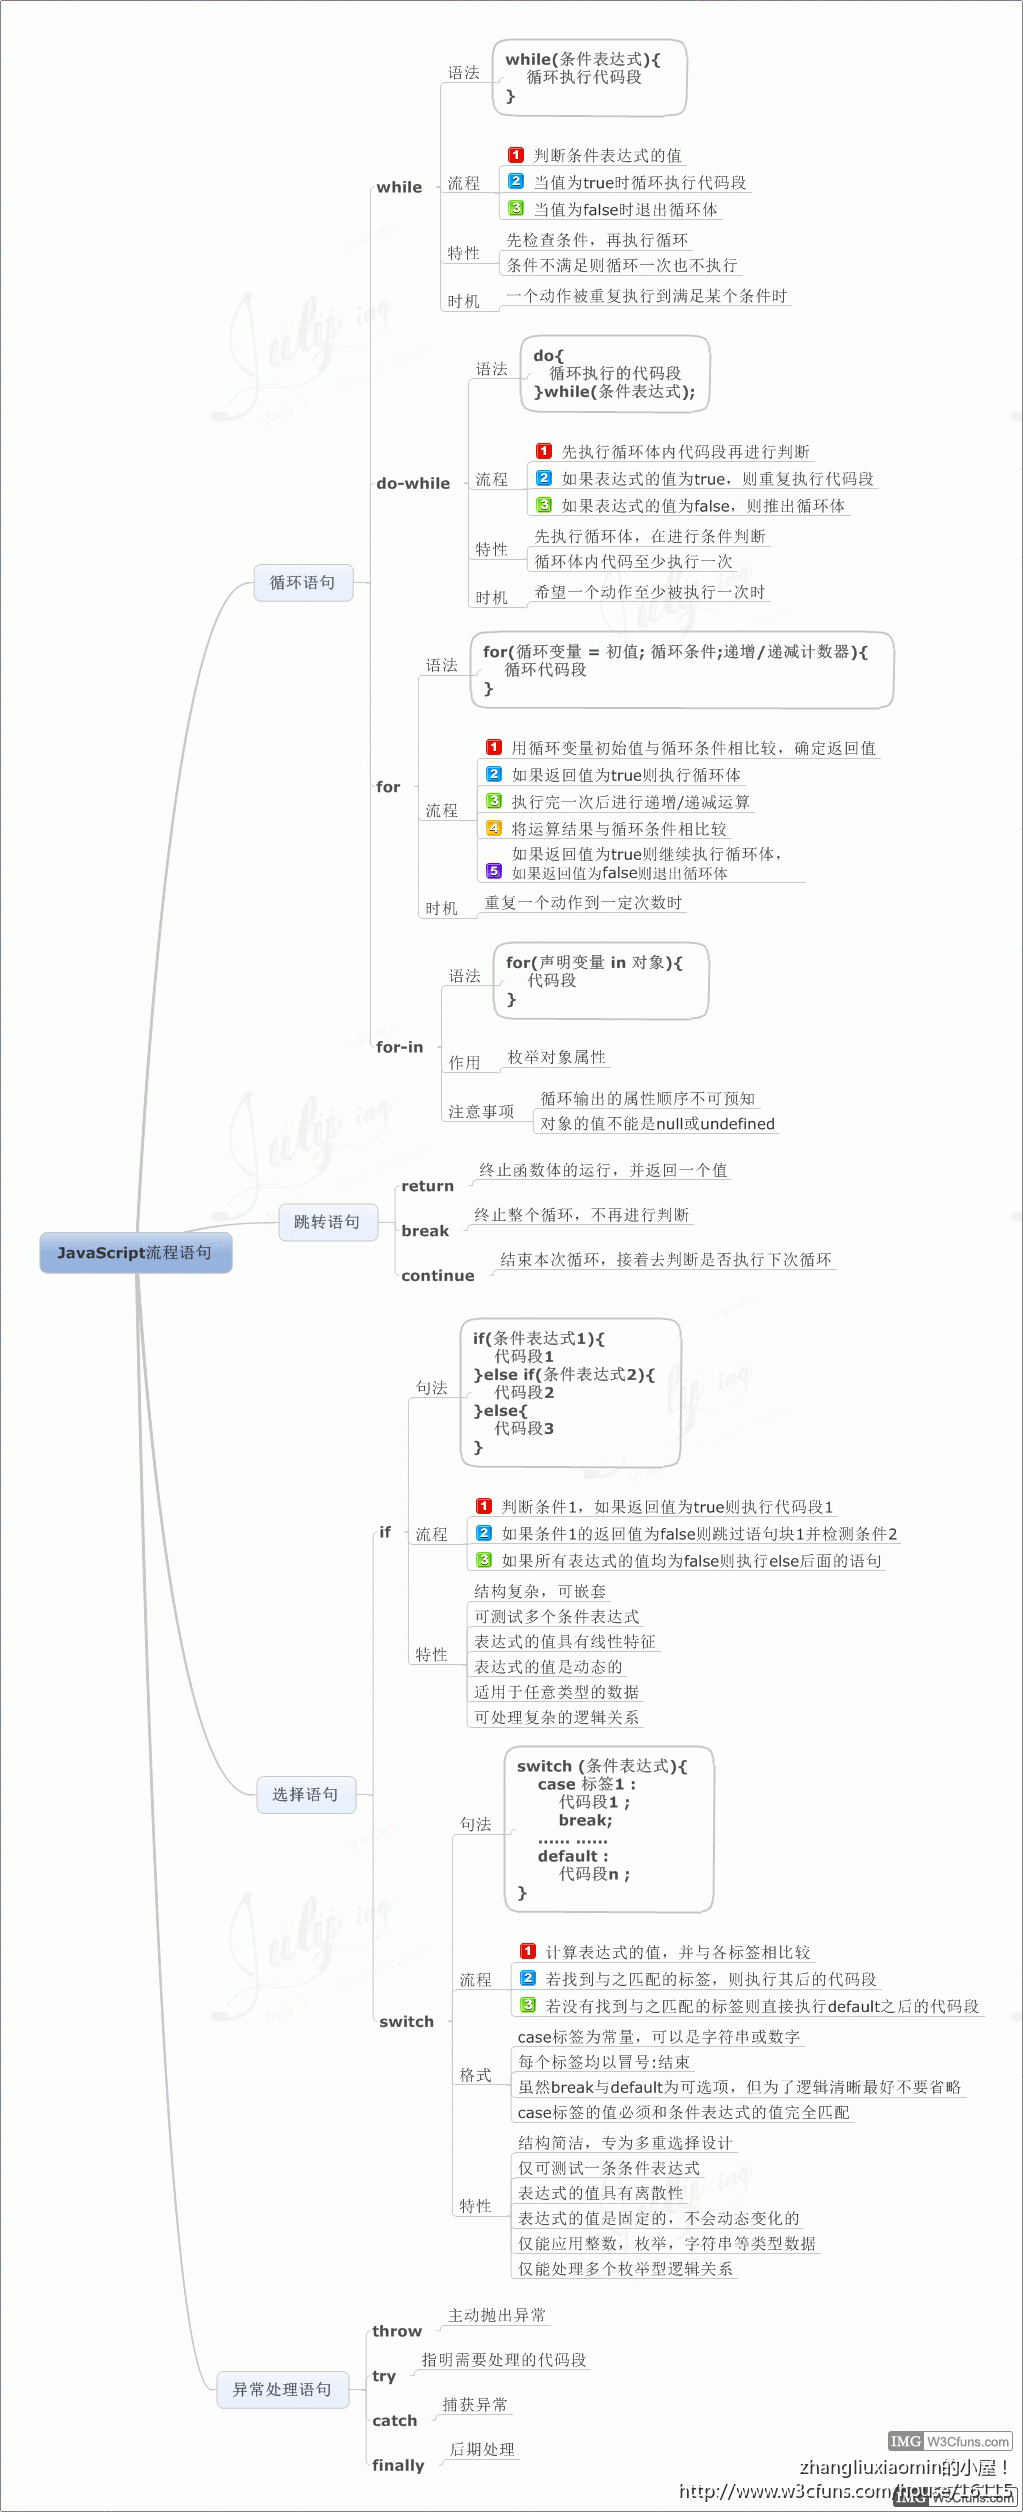 JavaScript流程语句
循环语句
while
语法
while(条件表达式){
循环执行代码段
}
流程
1 判断条件表达式的值
2 当值为true时循环执行代码段
3 当值为false时退出循环体
特性
先检查条件，再执行循环
条件不满足则循环一次也不执行
时机
一个动作被重复执行到满足某个条件时
do-while
语法
do{
循环执行的代码段
}while(条件表达式);
流程
1 先执行循环体内代码段再进行判断
2 如果表达式的值为true，则重复执行代码段
3 如果表达式的值为false，则推出循环体
特性
先执行循环体，在进行条件判断
循环体内代码至少执行一次
时机
希望一个动作至少被执行一次时
for
语法
for(循环变量 = 初值; 循环条件;递增/递减计数器){
循环代码段
}
流程
1 用循环变量初始值与循环条件相比较，确定返回值
2 如果返回值为true则执行循环体
3 执行完一次后进行递增/递减运算
4 将运算结果与循环条件相比较
5 如果返回值为true则继续执行循环体，
如果返回值为false则退出循环体
时机
重复一个动作到一定次数时
for-in
语法
for(声明变量 in 对象){
代码段
}
作用
枚举对象属性
注意事项
循环输出的属性顺序不可预知
对象的值不能是null或undefined
跳转语句
return
终止函数体的运行，并返回一个值
break
终止整个循环，不再进行判断
continue
结束本次循环，接着去判断是否执行下次循环
选择语句
if
句法
if(条件表达式1){
代码段1
}else if(条件表达式2){
代码段2
}else{
代码段3
}
流程
1 判断条件1，如果返回值为true则执行代码段1
2 如果条件1的返回值为false则跳过语句块1并检测条件2
3 如果所有表达式的值均为false则执行else后面的语句
特性
结构复杂，可嵌套
可测试多个条件表达式
表达式的值具有线性特征
表达式的值是动态的
适用于任意类型的数据
可处理复杂的逻辑关系
switch
句法
switch (条件表达式){
case 标签1 :
代码段1 ;
break;
...... ......
default :
代码段n ;
}
流程
1 计算表达式的值，并与各标签相比较
2 若找到与之匹配的标签，则执行其后的代码段
3 若没有找到与之匹配的标签则直接执行default之后的代码段
格式
case标签为常量，可以是字符串或数字
每个标签均以冒号:结束
虽然break与default为可选项，但为了逻辑清晰最好不要省略
case标签的值必须和条件表达式的值完全匹配
特性
结构简洁，专为多重选择设计
仅可测试一条条件表达式
表达式的值具有离散性
表达式的值是固定的，不会动态变化的
仅能应用整数，枚举，字符串等类型数据
仅能处理多个枚举型逻辑关系
异常处理语句
throw
主动抛出异常
try
指明需要处理的代码段
catch
捕获异常
finally
后期处理
IMG W3Cfuns.com
zhangliuxiaomin的小屋！
http://www.w3cfuns.com/house/16115
IMG W3Cfuns.com